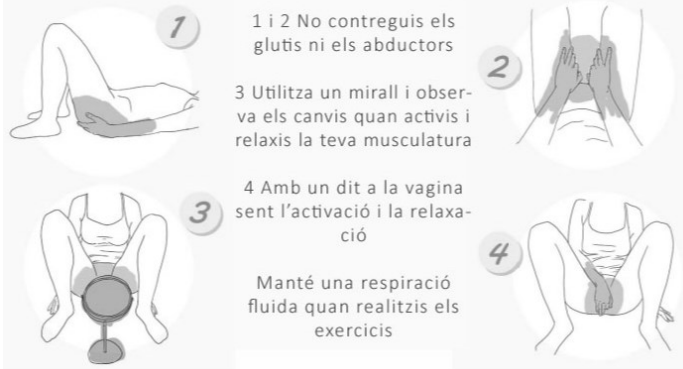 1
1 i 2 No contreguis els
glutis ni els abductors
2
3 Utilitza un mirall i obser-
va els canvis quan activis i
relaxis la teva musculatura
3
4 Amb un dit a la vagina
sent l’activació i la relaxa-
ció
4
Manté una respiració
fluida quan realitzis els
exercicis